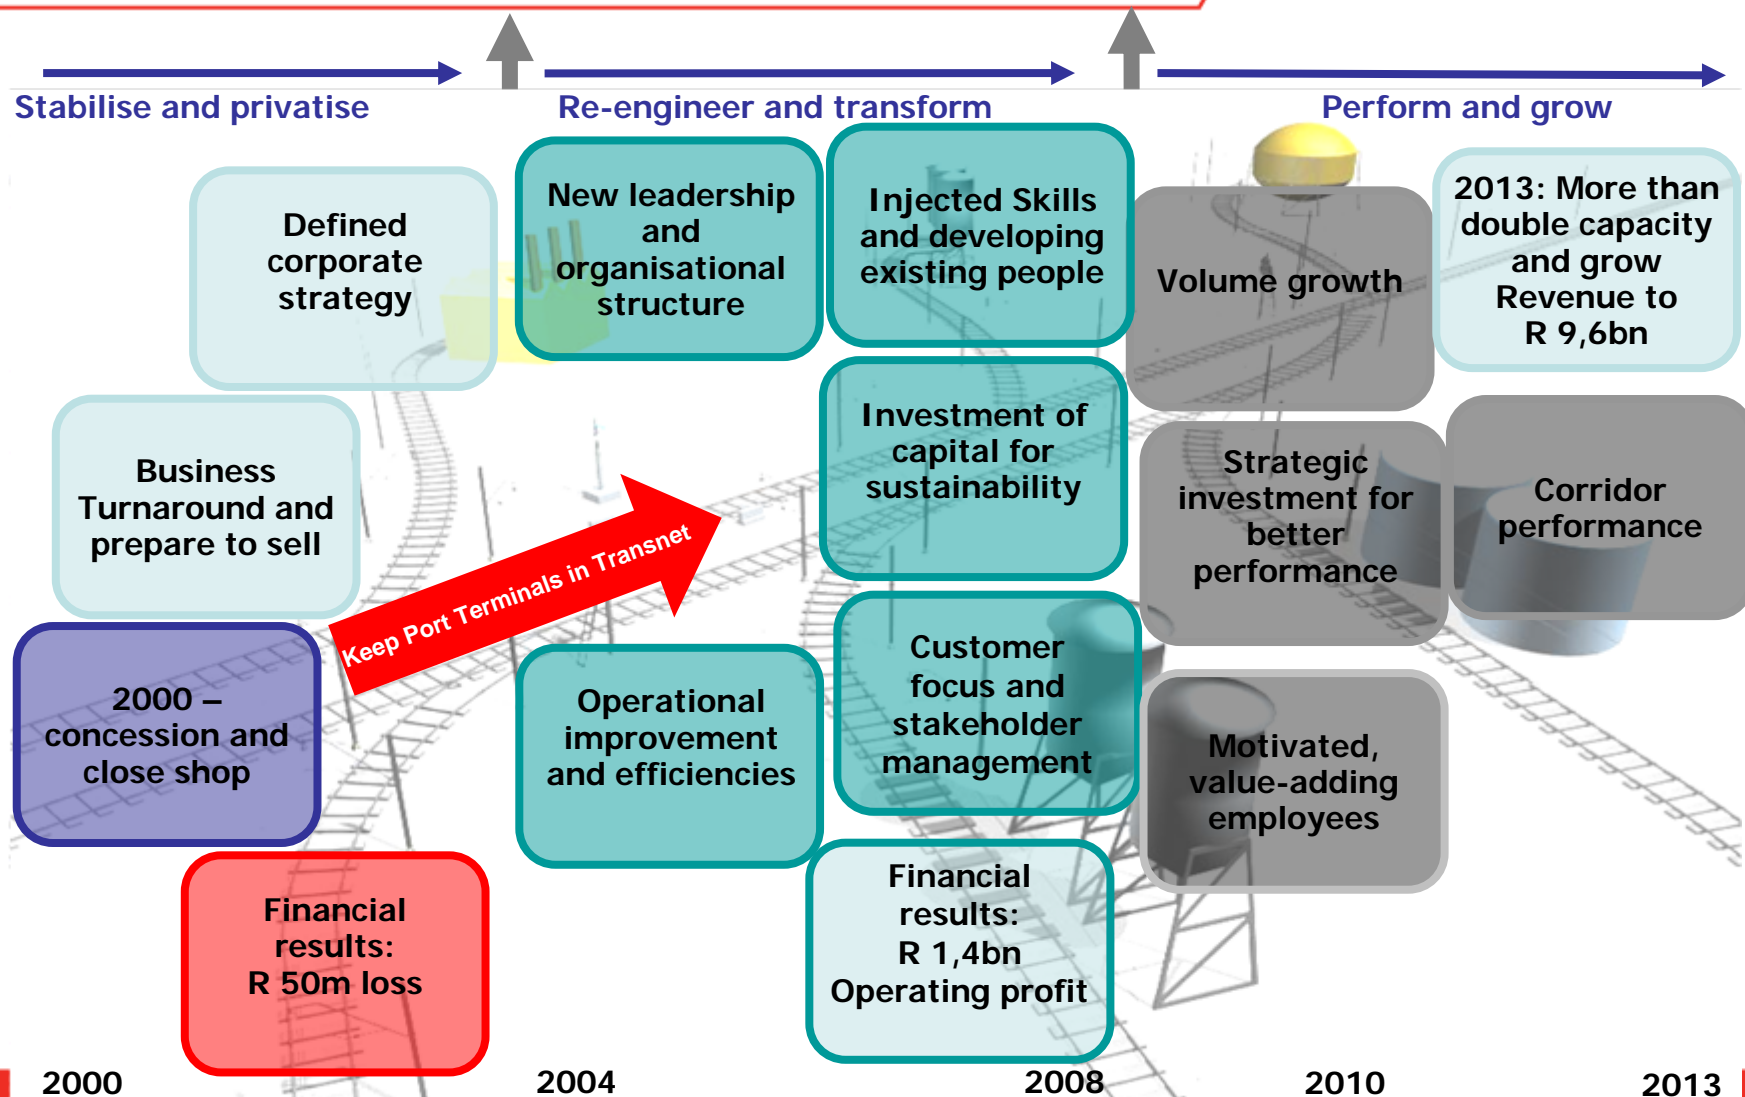 Stabilise and privatise
Re-engineer and transform
Perform and grow
Defined
corporate
strategy
Business
Turnaround and
prepare to sell
2000 –
concession and
close shop
Financial
results:
R 50m loss
Keep Port Terminals in Transnet
New leadership
and
organisational
structure
Operational
improvement
and efficiencies
Injected Skills
and developing
existing people
Investment of
capital for
sustainability
Customer
focus and
stakeholder
management
Financial
results:
R 1,4bn
Operating profit
Volume growth
Strategic
investment for
better
performance
Motivated,
value-adding
employees
2013: More than
double capacity
and grow
Revenue to
R 9,6bn
Corridor
performance
2000
2004
2008
2010
2013